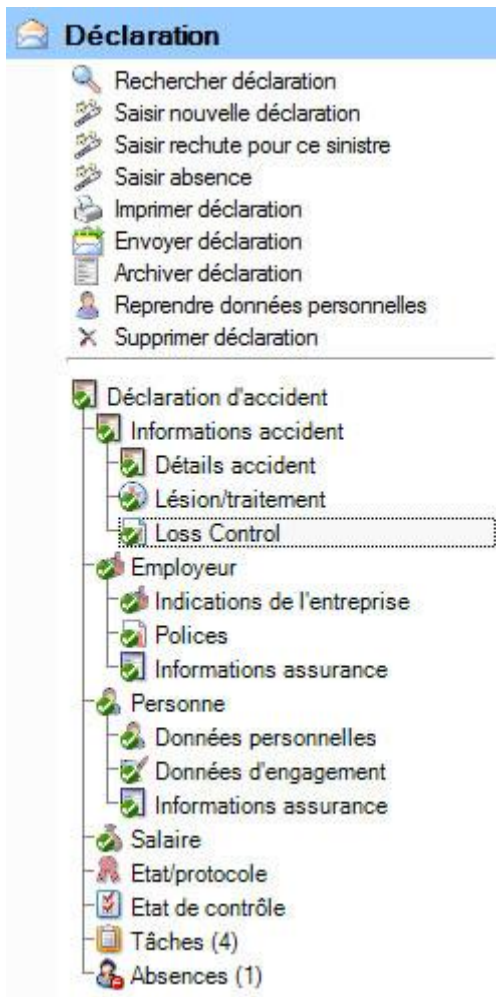 Déclaration
Rechercher déclaration
Saisir nouvelle déclaration
Saisir rechute pour ce sinistre
Saisir absence
Imprimer déclaration
Envoyer déclaration
Archiver déclaration
Reprendre données personnelles
Supprimer déclaration
Déclaration d'accident
Informations accident
Détails accident
Lésion/traitement
Loss Control
Employeur
Indications de l'entreprise
Polices
Informations assurance
Personne
Données personnelles
Données d'engagement
Informations assurance
Salaire
Etat/protocole
Etat de contrôle
Tâches (4)
Absences (1)